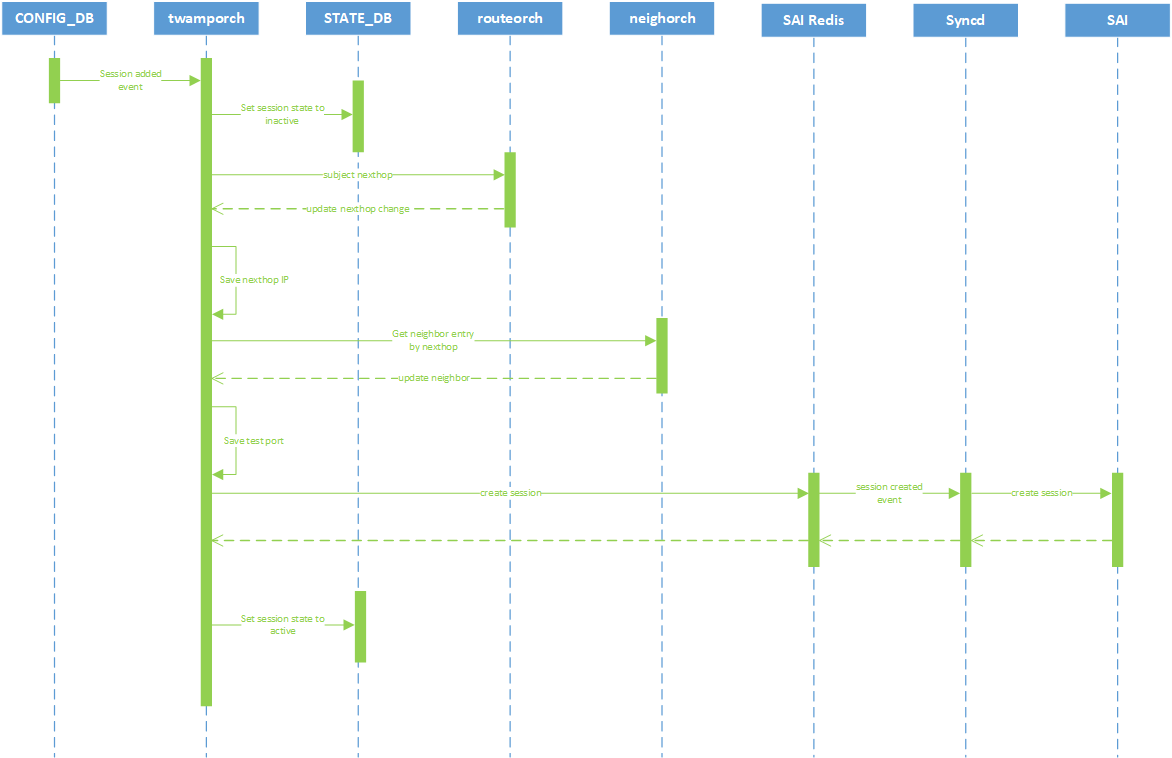 CONFIG_DB
twamporch
STATE_DB
routeorch
neighorch
SAI Redis
Syncd
SAI
Session added
event
Set session state to
inactive
subject nexthop
update nexthop change
Save nexthop IP
Get neighbor entry
by nexthop
update neighbor
Save test port
create session
session created
event
create session
Set session state to
active